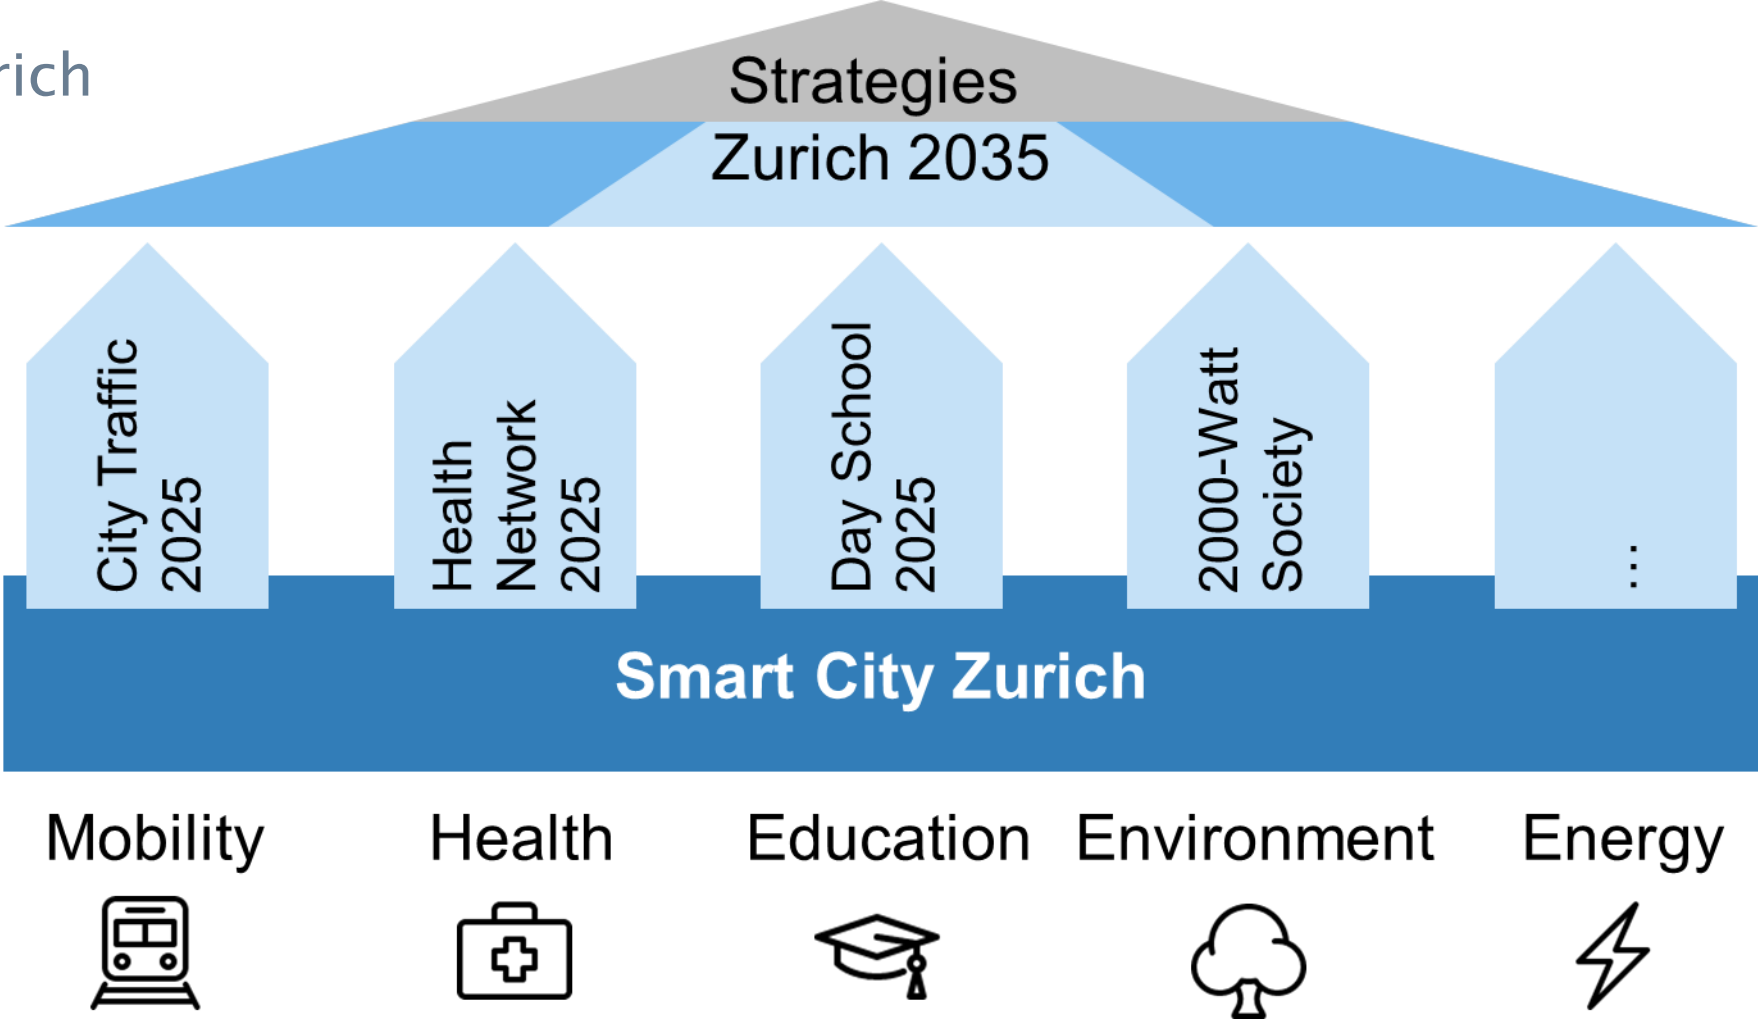 Strategies
Zurich 2035
City Traffic
2025
Health
Network
2025
Day School
2025
2000-Watt
Society
...
Smart City Zurich
Mobility
Health
Education
Environment
Energy